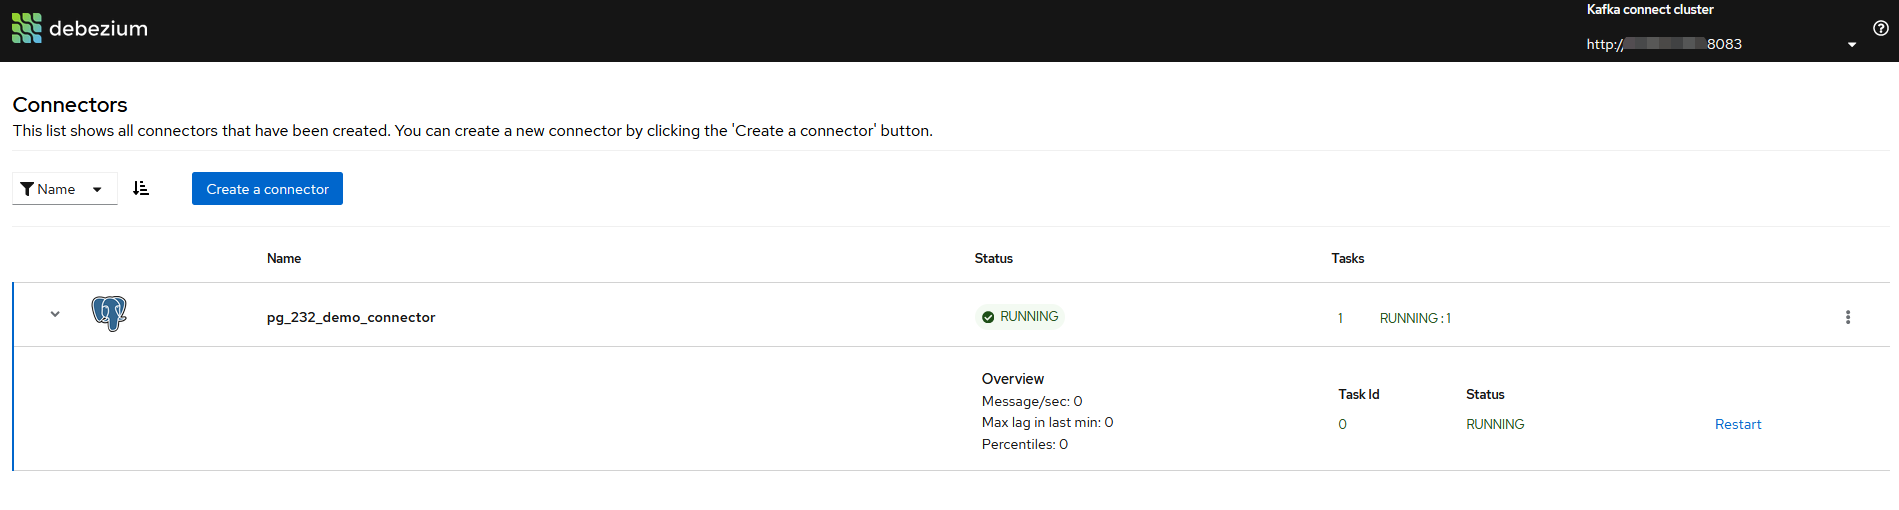 debezium
Kafka connect cluster
http:// 8083
Connectors
This list shows all connectors that have been created. You can create a new connector by clicking the 'Create a connector' button.
Name
Create a connector
Name Status Tasks
pg_232_demo_connector RUNNING 1 RUNNING : 1
Overview
Message/sec: 0
Max lag in last min: 0
Percentiles: 0
Task Id Status
0 RUNNING Restart